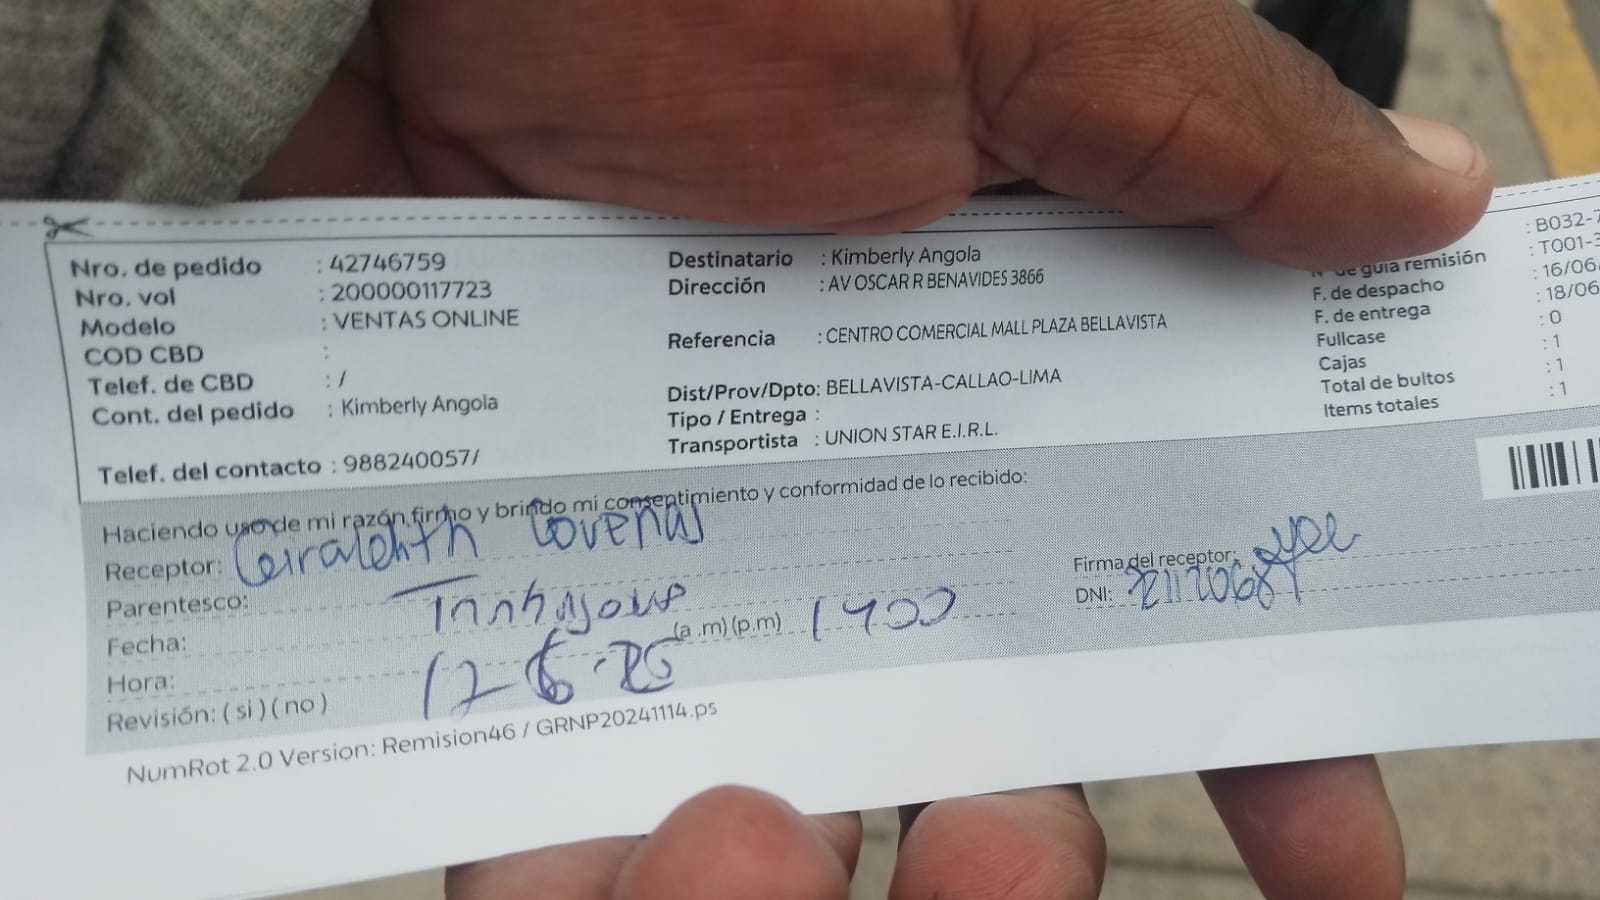 Nro. de pedido : 42746759
Nro. vol : 200000117723
Modelo : VENTAS ONLINE
COD CBD :
Telef. de CBD : /
Cont. del pedido : Kimberly Angola
Telef. del contacto : 988240057/
Destinatario : Kimberly Angola
Dirección : AV OSCAR R BENAVIDES 3866
Referencia : CENTRO COMERCIAL MALL PLAZA BELLAVISTA
Dist/Prov/Dpto: BELLAVISTA-CALLAO-LIMA
Tipo / Entrega :
Transportista : UNION STAR E.I.R.L.
: B032-7
de guía remisión : T001-3
F. de despacho : 16/06/
F. de entrega : 18/06
Fullcase : 0
Cajas : 1
Total de bultos : 1
Items totales : 1
Haciendo uso de mi razón, firmo y brindo mi consentimiento y conformidad de lo recibido:
Receptor: Geraldith Coveñas
Parentesco:
Fecha:
Hora: (a .m) (p.m) 1400
Revisión: ( si ) ( no )
Firma del receptor:
DNI:
NumRot 2.0 Version: Remision46 / GRNP20241114.ps